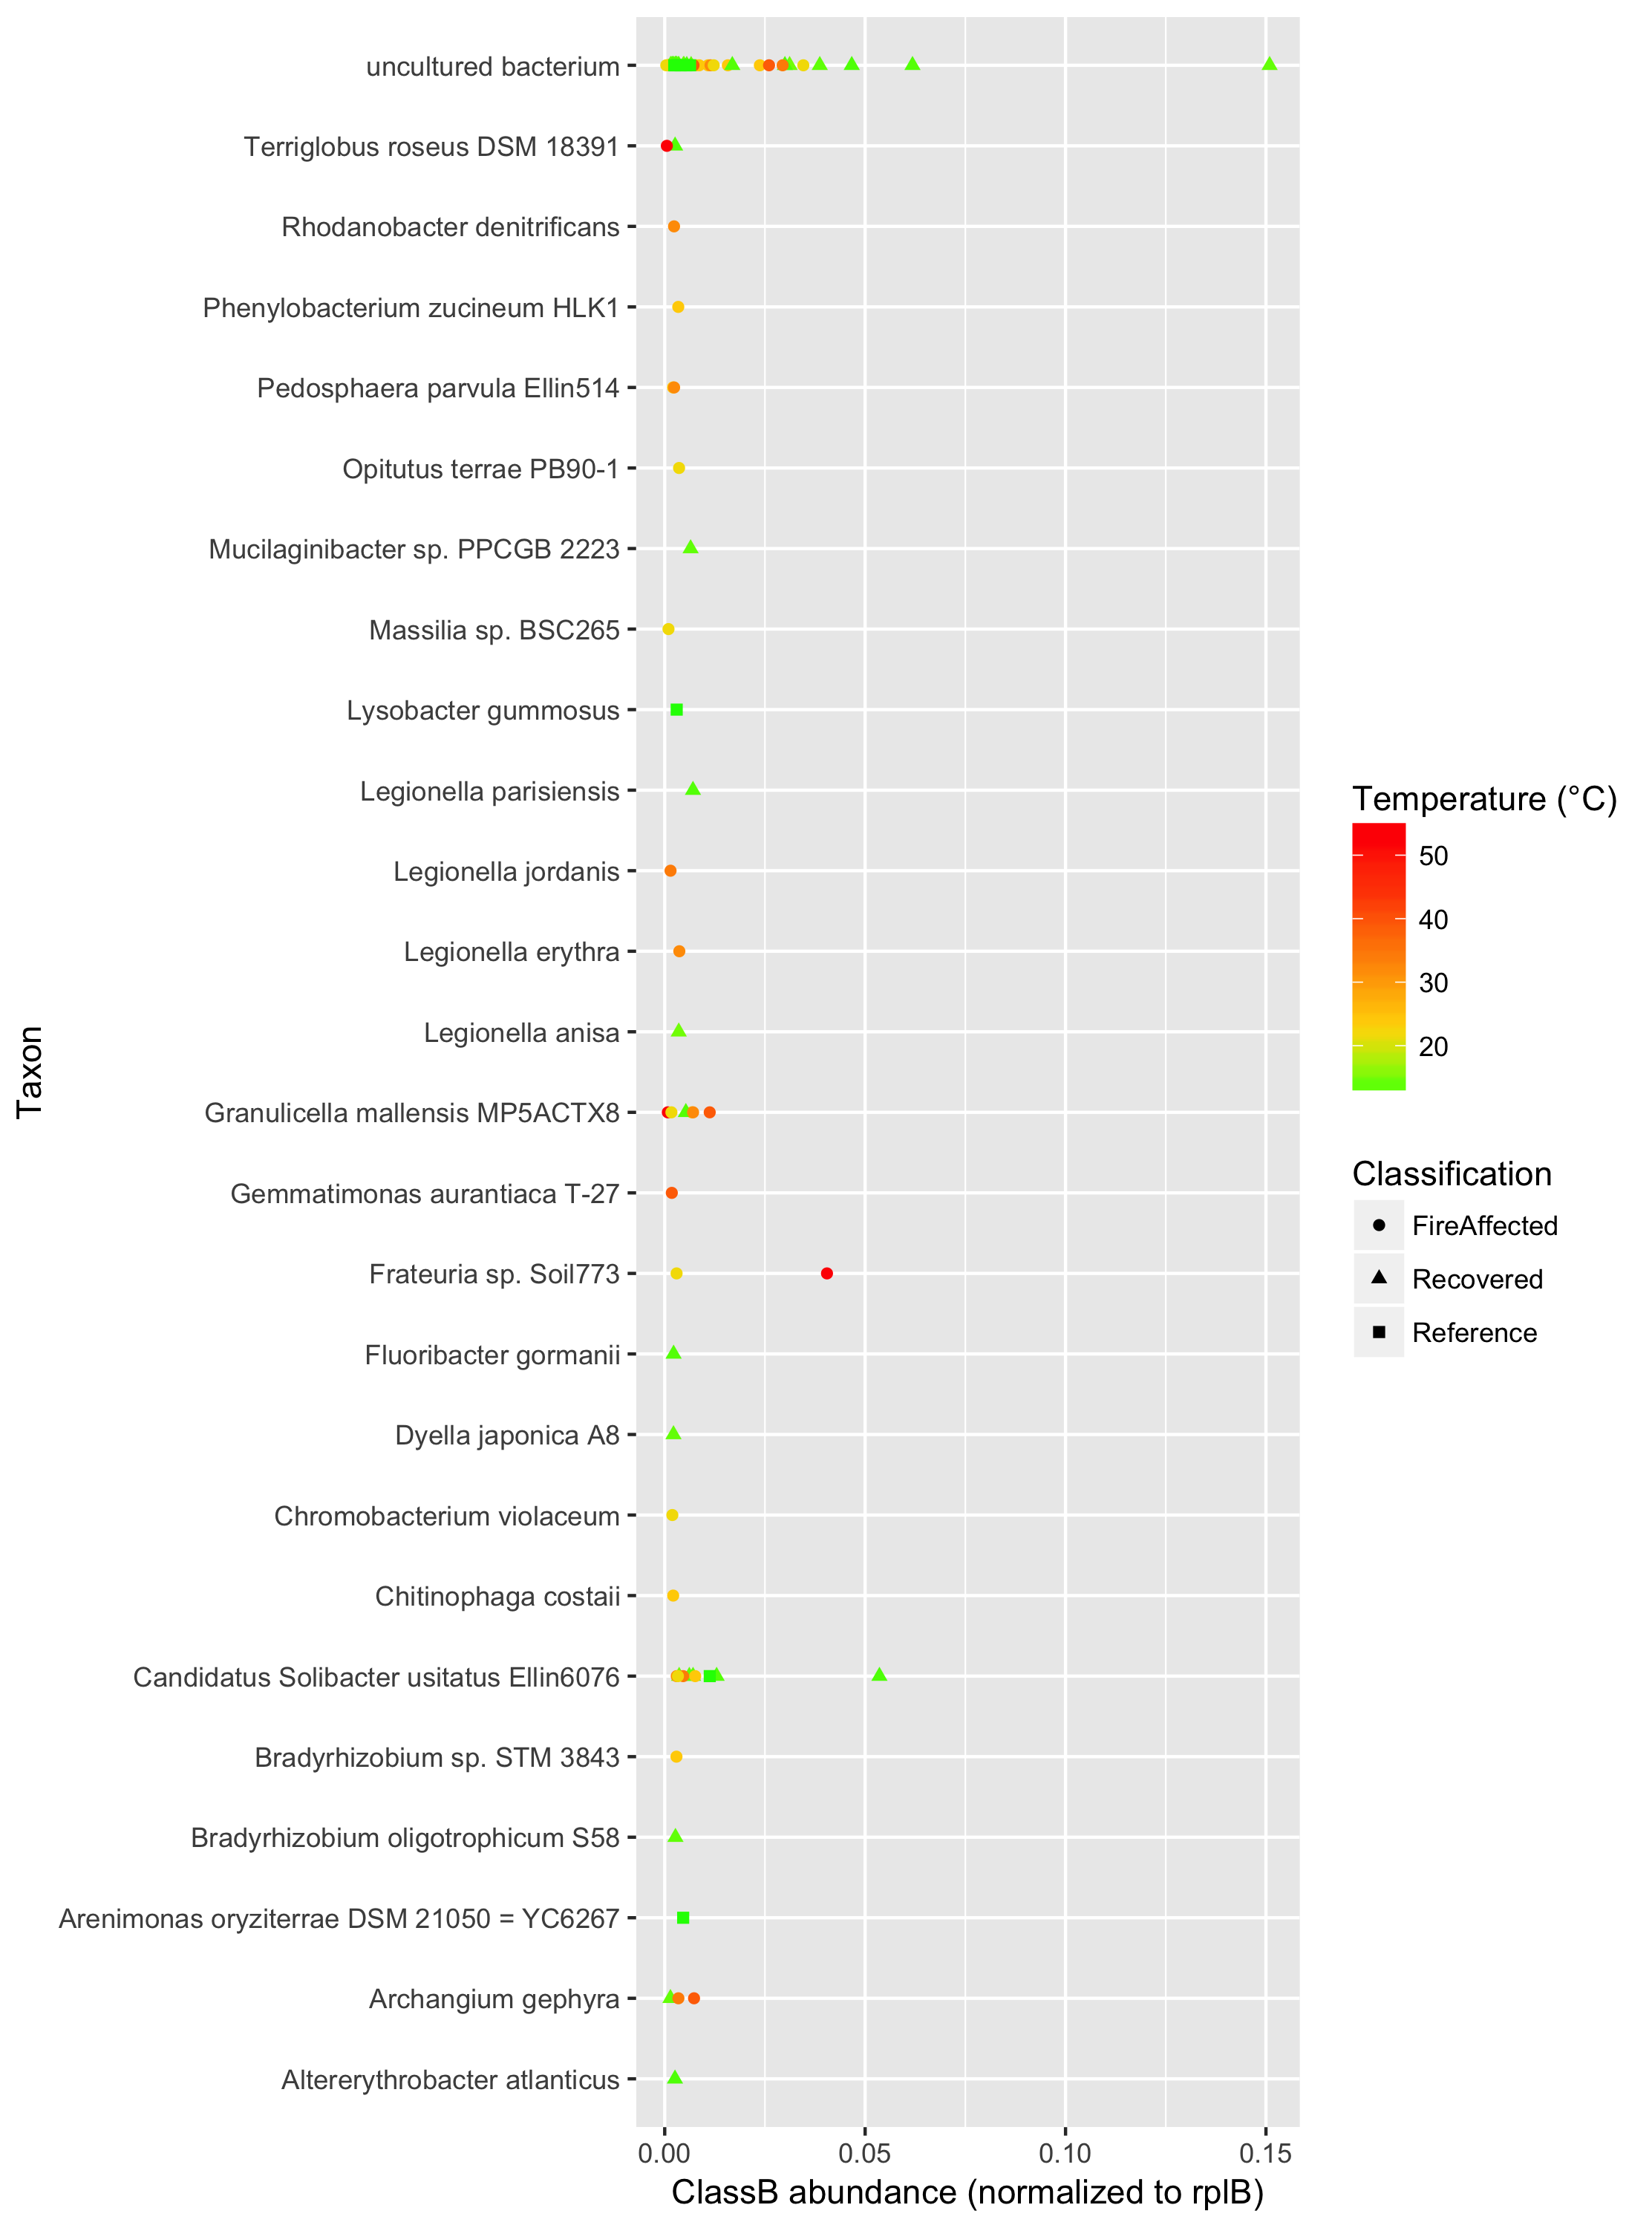 uncultured bacterium
Terriglobus roseus DSM 18391
Rhodanobacter denitrificans
Phenylobacterium zucineum HLK1
Pedosphaera parvula Ellin514
Opitutus terrae PB90-1
Mucilaginibacter sp. PPCGB 2223
Massilia sp. BSC265
Lysobacter gummosus
Legionella parisiensis
Legionella jordanis
Legionella erythra
Legionella anisa
Granulicella mallensis MP5ACTX8
Gemmatimonas aurantiaca T-27
Frateuria sp. Soil773
Fluoribacter gormanii
Dyella japonica A8
Chromobacterium violaceum
Chitinophaga costaii
Candidatus Solibacter usitatus Ellin6076
Bradyrhizobium sp. STM 3843
Bradyrhizobium oligotrophicum S58
Arenimonas oryziterrae DSM 21050 = YC6267
Archangium gephyra
Altererythrobacter atlanticus
Taxon
0.00 0.05 0.10 0.15
ClassB abundance (normalized to rplB)
Temperature (°C)
50
40
30
20
Classification
FireAffected
Recovered
Reference